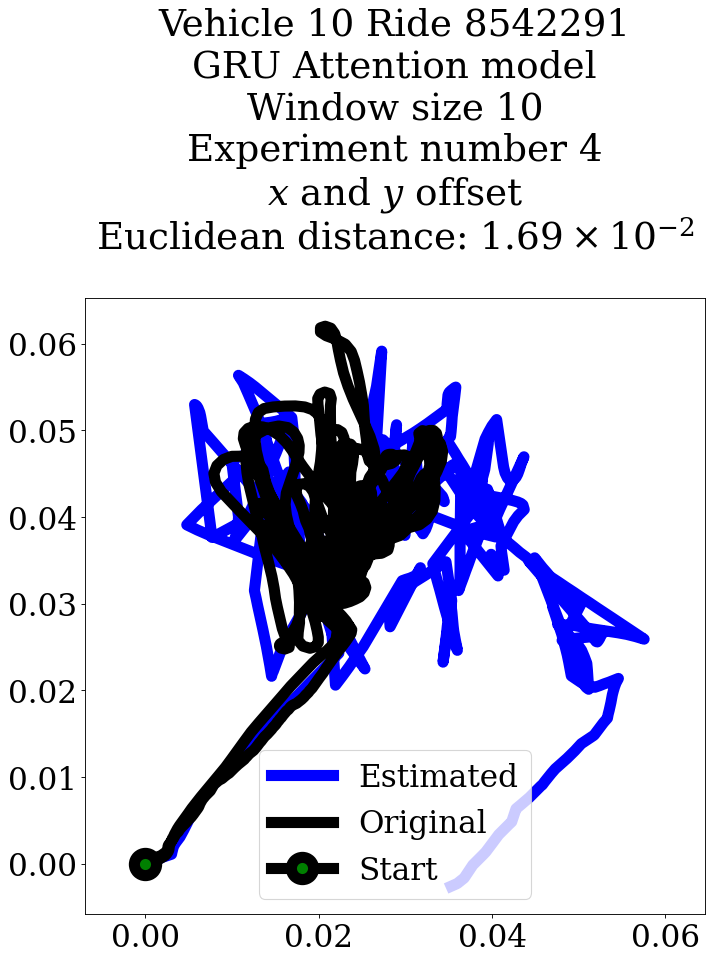 Vehicle 10 Ride 8542291
GRU Attention model
Window size 10
Experiment number 4
x and y offset
Euclidean distance: 1.69 × 10⁻²
0.06
0.05
0.04
0.03
0.02
0.01
0.00
Estimated
Original
Start
0.00 0.02 0.04 0.06